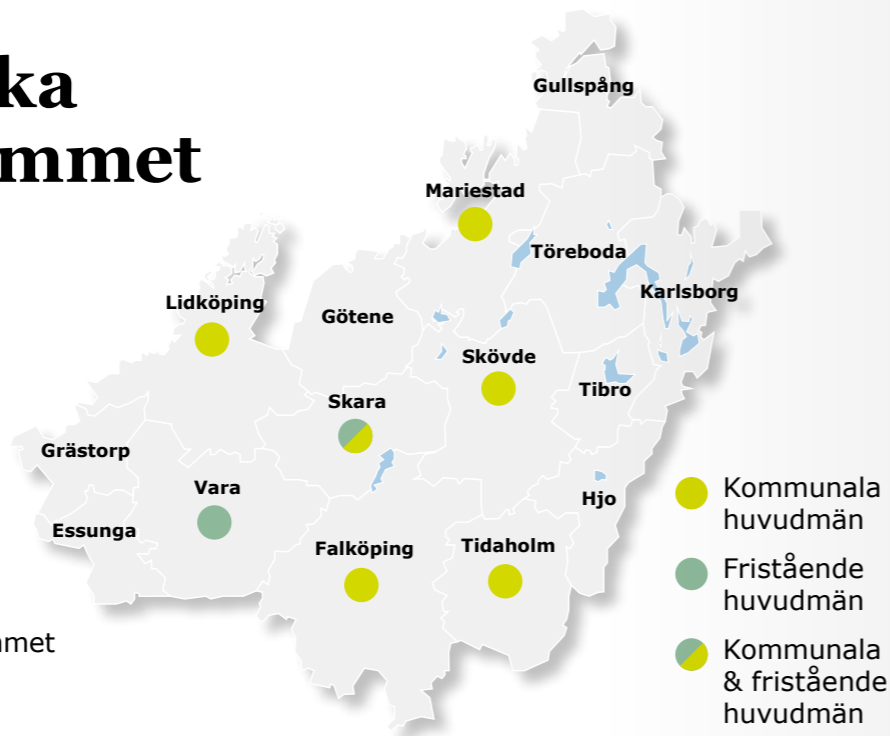 ka
mmet
Gullspång
Mariestad
Töreboda
Karlsborg
Lidköping
Götene
Skövde
Tibro
Skara
Grästorp
Vara
Hjo
Essunga
Falköping
Tidaholm
Kommunala
huvudmän
Fristående
huvudmän
Kommunala
& fristående
huvudmän
mmet